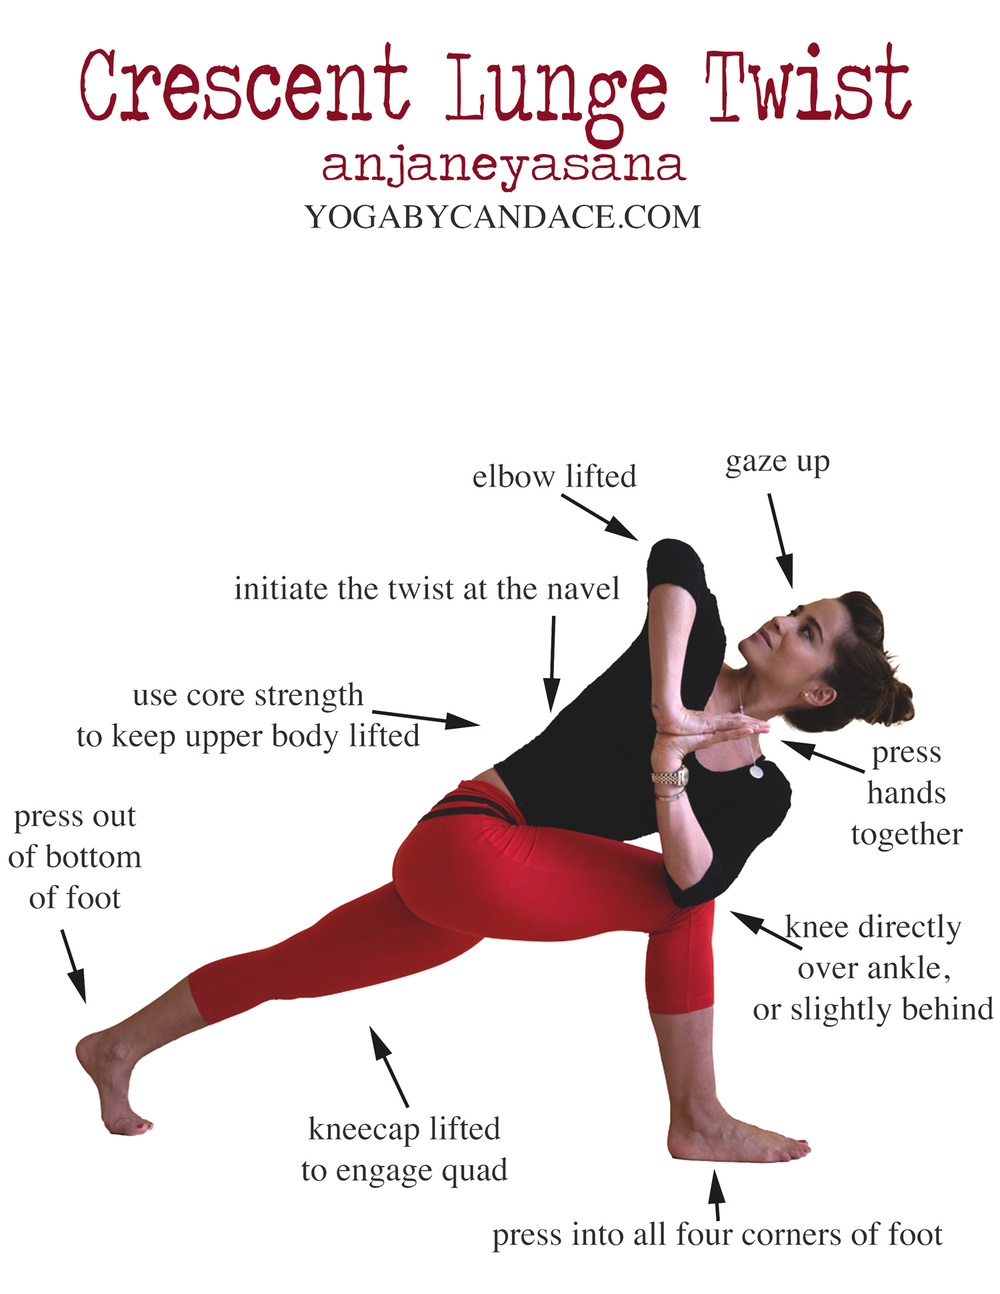 Crescent Lunge Twist
anjaneyasana
YOGABYCANDACE.COM
elbow lifted
gaze up
initiate the twist at the navel
use core strength
to keep upper body lifted
press
hands
together
press out
of bottom
of foot
knee directly
over ankle,
or slightly behind
kneecap lifted
to engage quad
press into all four corners of foot